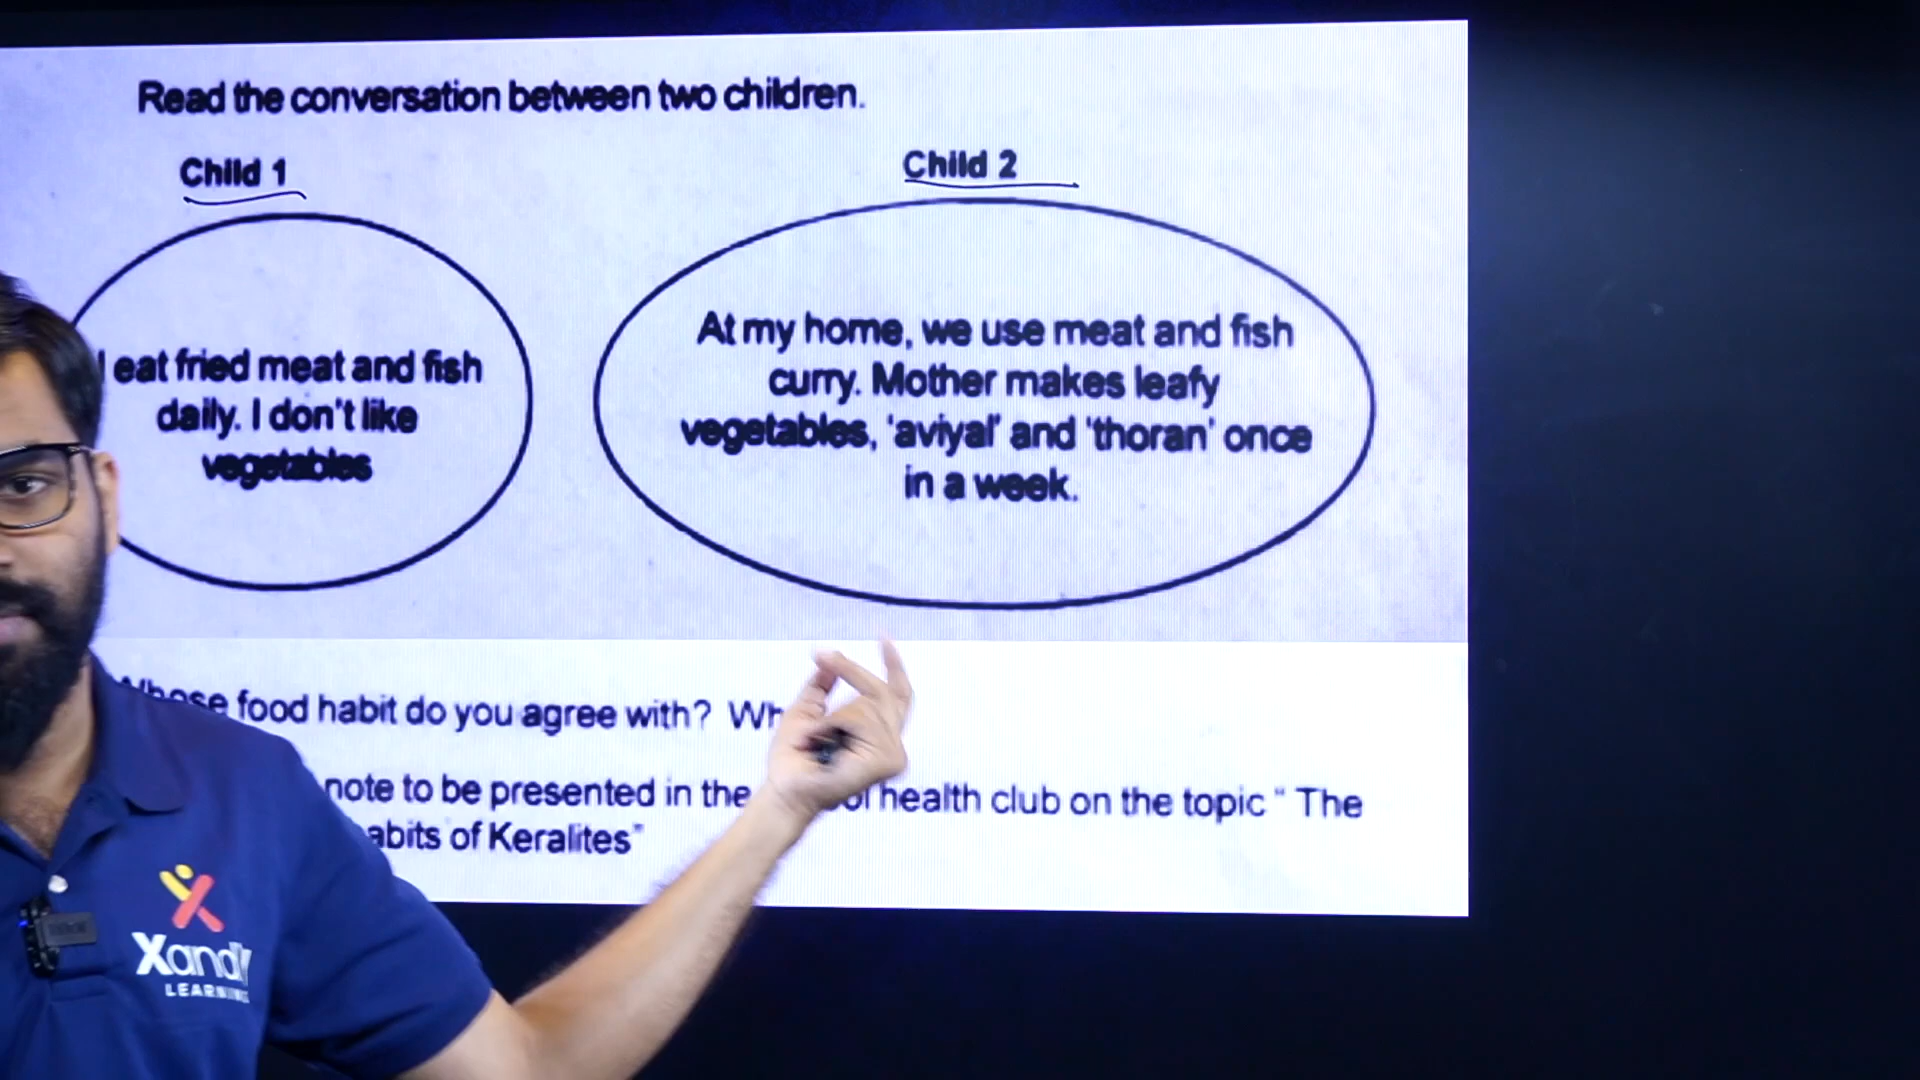 Read the conversation between two children.
Child 1
Child 2
I eat fried meat and fish
daily. I don't like
vegetables
At my home, we use meat and fish
curry. Mother makes leafy
vegetables, 'aviyal' and 'thoran' once
in a week.
food habit do you agree with?
note to be presented in the health club on the topic " The
of Keralites"
LEARNING